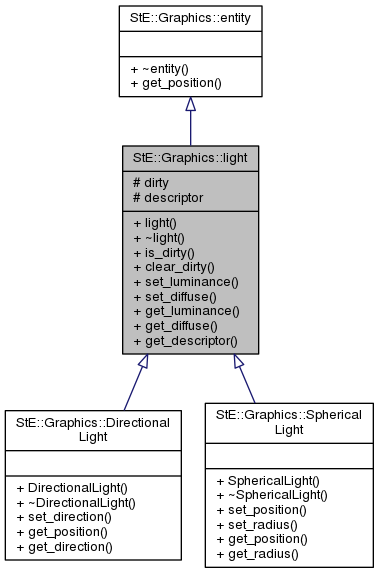 StE::Graphics::entity
+ ~entity()
+ get_position()
StE::Graphics::light
# dirty
# descriptor
+ light()
+ ~light()
+ is_dirty()
+ clear_dirty()
+ set_luminance()
+ set_diffuse()
+ get_luminance()
+ get_diffuse()
+ get_descriptor()
StE::Graphics::Directional
Light
+ DirectionalLight()
+ ~DirectionalLight()
+ set_direction()
+ get_position()
+ get_direction()
StE::Graphics::Spherical
Light
+ SphericalLight()
+ ~SphericalLight()
+ set_position()
+ set_radius()
+ get_position()
+ get_radius()